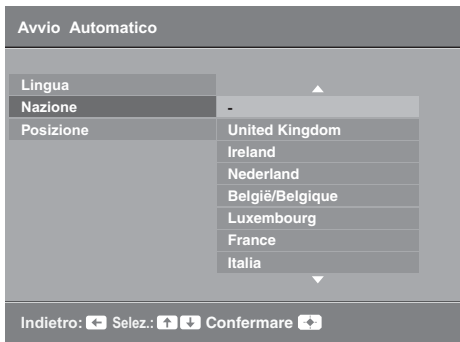 Avvio Automatico
Lingua
Nazione
-
Posizione
United Kingdom
Ireland
Nederland
België/Belgique
Luxembourg
France
Italia
Indietro: Selez.: Confermare